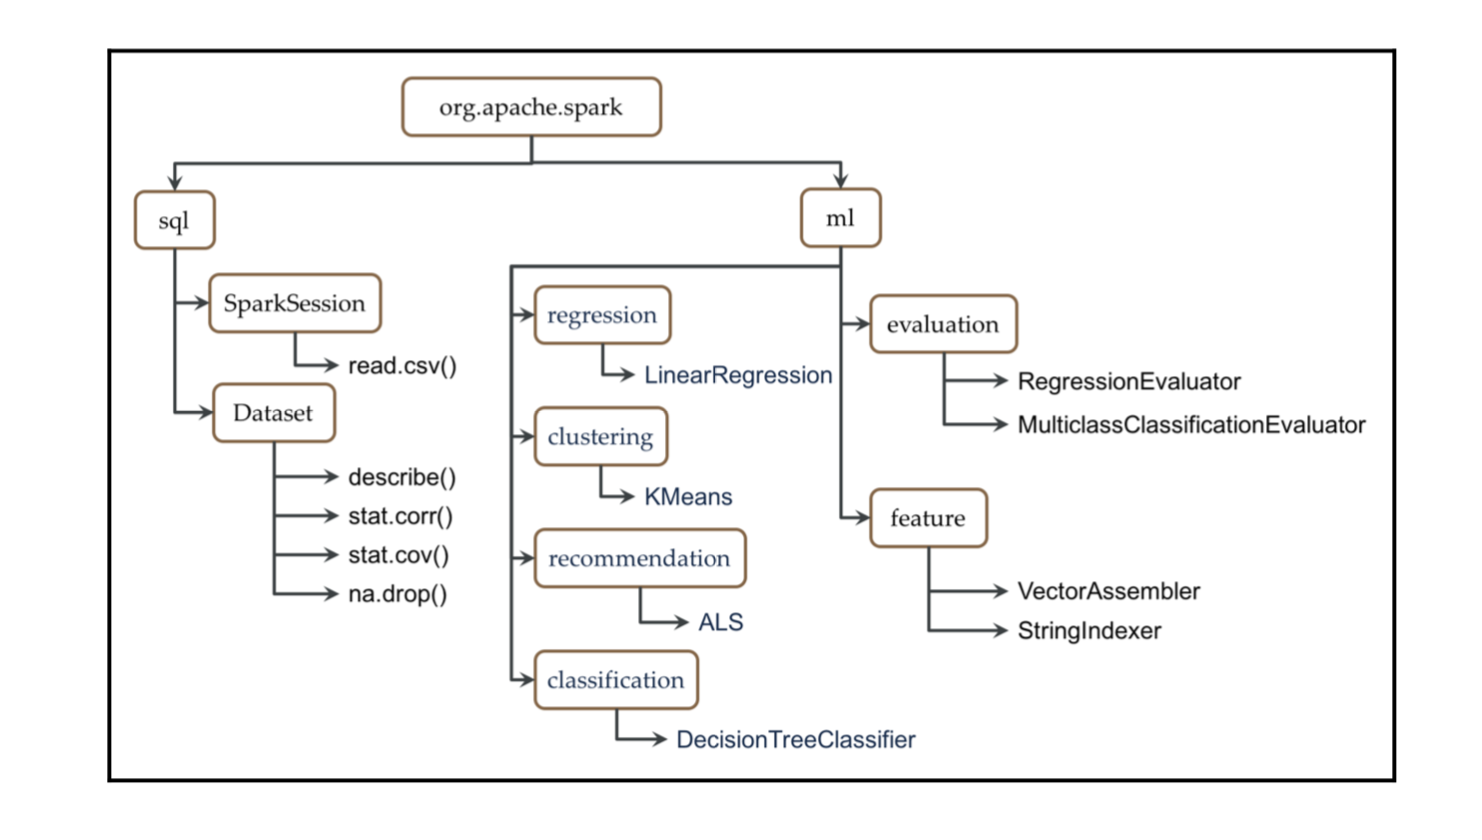 org.apache.spark
sql
SparkSession
read.csv()
Dataset
describe()
stat.corr()
stat.cov()
na.drop()
ml
regression
LinearRegression
clustering
KMeans
recommendation
ALS
classification
DecisionTreeClassifier
evaluation
RegressionEvaluator
MulticlassClassificationEvaluator
feature
VectorAssembler
StringIndexer